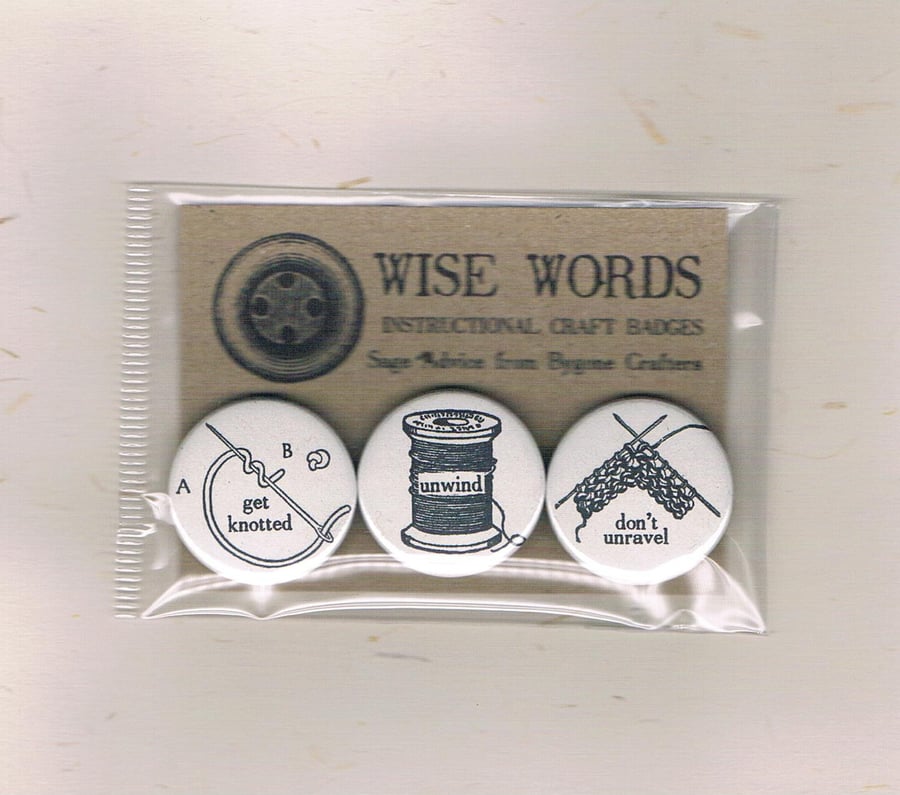 WISE WORDS
INSTRUCTIONAL CRAFT BADGES
Sage Advice from Bygone Crafters
A
B
get
knotted
unwind
don't
unravel